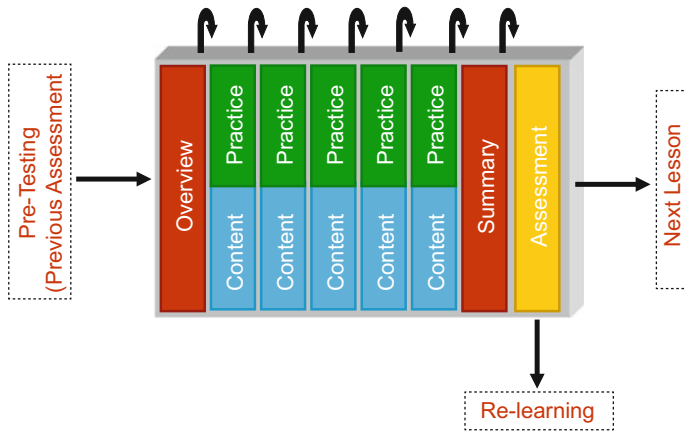 Pre-Testing
(Previous Assessment)
Overview
Practice
Content
Practice
Content
Practice
Content
Practice
Content
Practice
Content
Summary
Assessment
Next Lesson
Re-learning